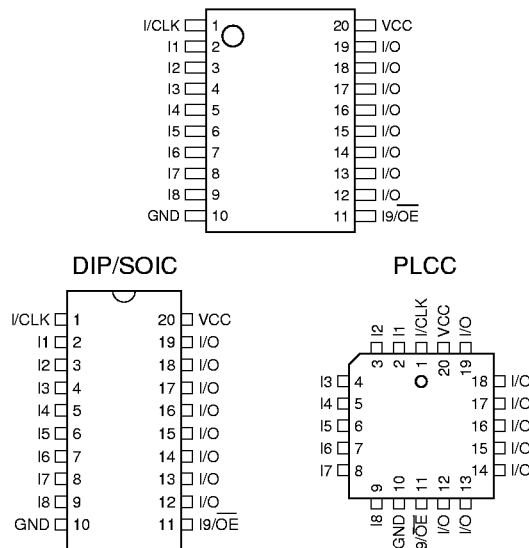 I/CLK 1 20 VCC
I1 2 19 I/O
I2 3 18 I/O
I3 4 17 I/O
I4 5 16 I/O
I5 6 15 I/O
I6 7 14 I/O
I7 8 13 I/O
I8 9 12 I/O
GND 10 11 I9/OE
DIP/SOIC
I/CLK 1 20 VCC
I1 2 19 I/O
I2 3 18 I/O
I3 4 17 I/O
I4 5 16 I/O
I5 6 15 I/O
I6 7 14 I/O
I7 8 13 I/O
I8 9 12 I/O
GND 10 11 I9/OE
PLCC
I2 I1 I/CLK VCC I/O
3 2 1 20 19
I3 4 18 I/O
I4 5 17 I/O
I5 6 16 I/O
I6 7 15 I/O
I7 8 14 I/O
9 10 11 12 13
I8 GND 9/OE I/O I/O